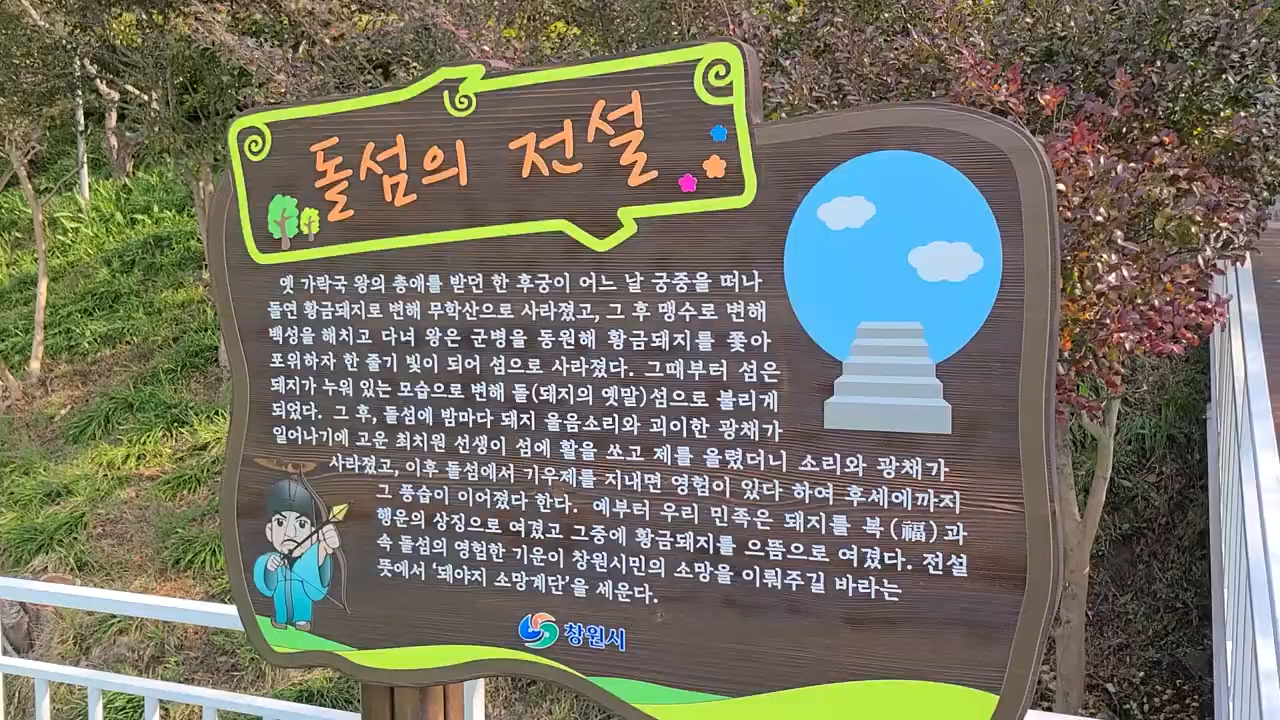 돌섬의 전설
옛 가락국 왕의 총애를 받던 한 후궁이 어느 날 궁중을 떠나
돌연 황금돼지로 변해 무학산으로 사라졌고, 그 후 맹수로 변해
백성을 해치고 다녀 왕은 군병을 동원해 황금돼지를 쫓아
포위하자 한 줄기 빛이 되어 섬으로 사라졌다. 그때부터 섬은
돼지가 누워 있는 모습으로 변해 돝(돼지의 옛말)섬으로 불리게
되었다. 그 후, 돌섬에 밤마다 돼지 울음소리와 괴이한 광채가
일어나기에 고운 최치원 선생이 섬에 활을 쏘고 제를 올렸더니 소리와 광채가
사라졌고, 이후 돌섬에서 기우제를 지내면 영험이 있다 하여 후세에까지
그 풍습이 이어졌다 한다. 예부터 우리 민족은 돼지를 복(福)과
행운의 상징으로 여겼고 그중에 황금돼지를 으뜸으로 여겼다. 전설
속 돌섬의 영험한 기운이 창원시민의 소망을 이뤄주길 바라는
뜻에서 '돼야지 소망계단'을 세운다.
창원시